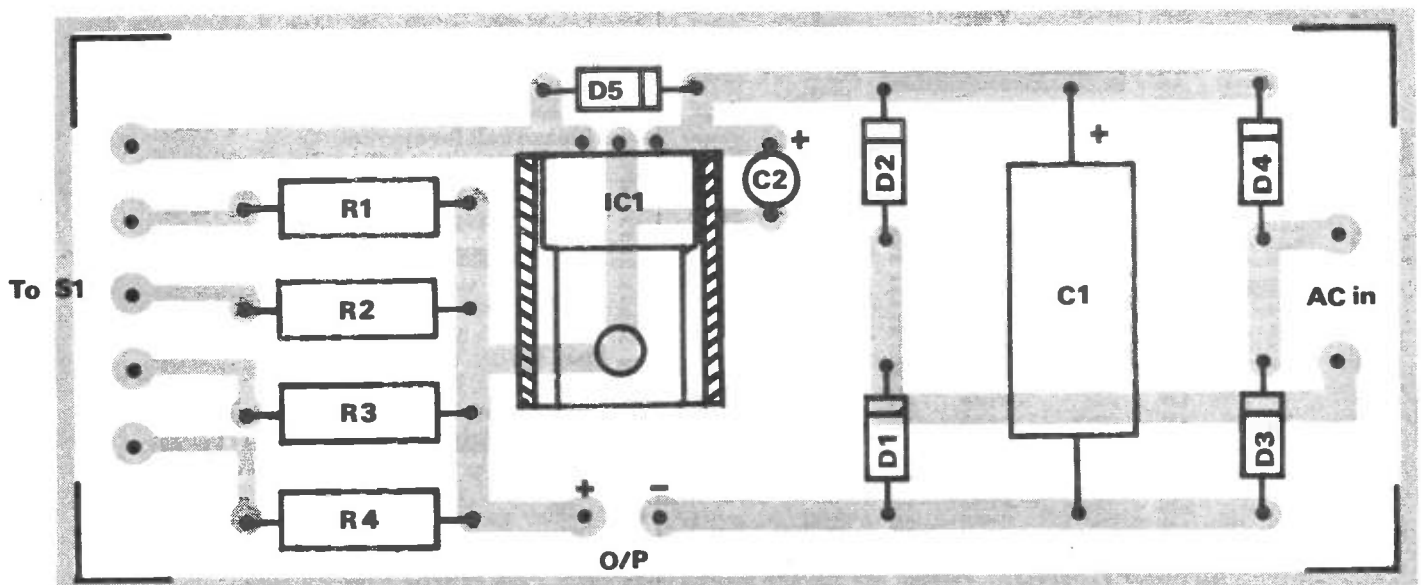 D5
+
C2
D2
+
D4
R1
IC1
To S1
R2
C1
AC in
R3
D1
D3
R4
+
–
O/P